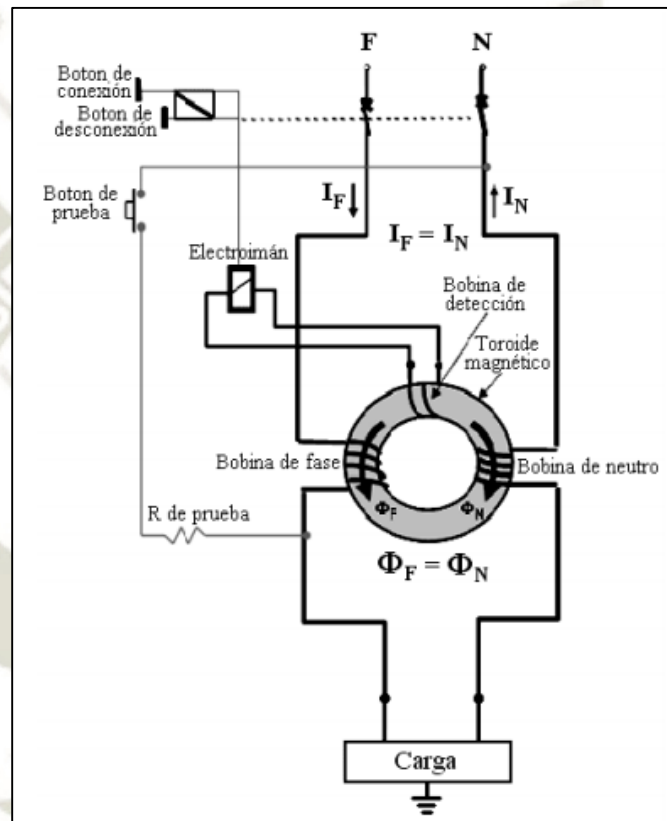 F N
Boton de
conexión
Boton de
desconexión
Boton de
prueba
I_F I_N
I_F = I_N
Electroimán
Bobina de
detección
Toroide
magnético
Bobina de fase
Bobina de neutro
Φ_F Φ_N
R de prueba
Φ_F = Φ_N
Carga